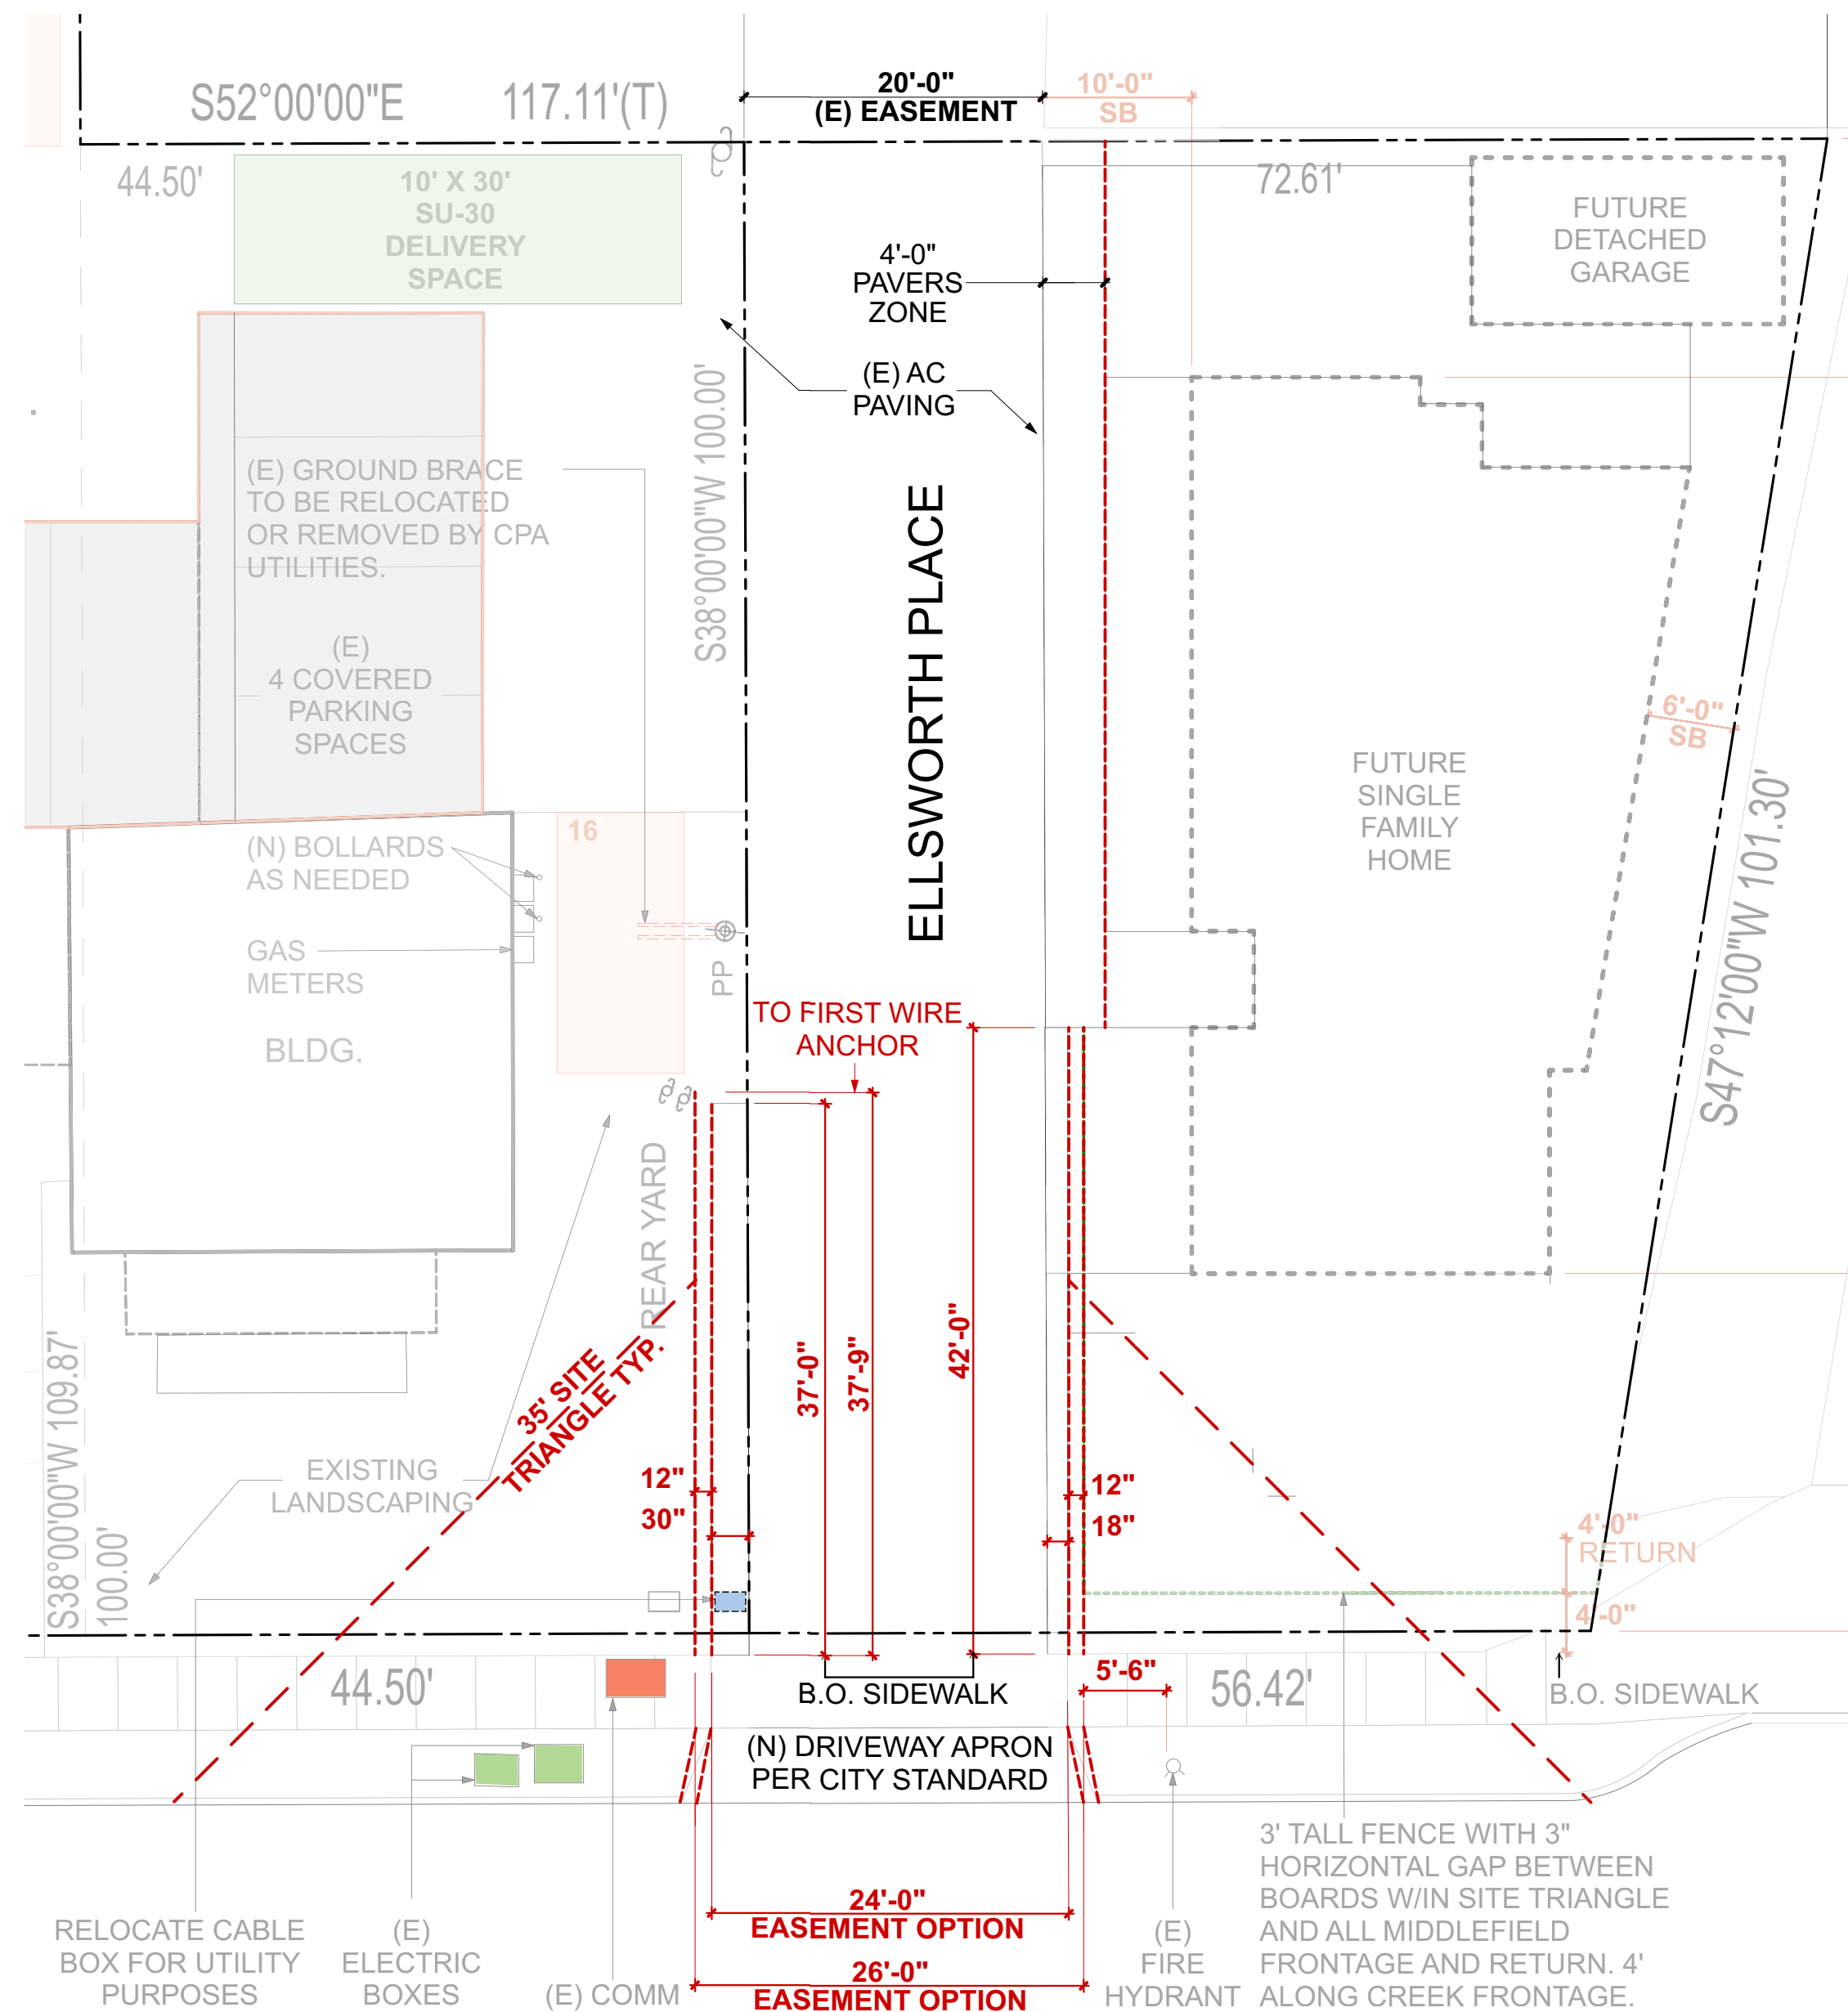 20'-0"
(E) EASEMENT
10'-0"
SB
S52°00'00"E
117.11'(T)
44.50'
72.61'
10' X 30'
SU-30
DELIVERY
SPACE
FUTURE
DETACHED
GARAGE
4'-0"
PAVERS
ZONE
(E) AC
PAVING
S38°00'00"W 100.00'
(E) GROUND BRACE
TO BE RELOCATED
OR REMOVED BY CPA
UTILITIES.
ELLSWORTH PLACE
(E)
4 COVERED
PARKING
SPACES
6'-0"
SB
FUTURE
SINGLE
FAMILY
HOME
S47°12'00"W 101.30'
16
(N) BOLLARDS
AS NEEDED
GAS
METERS
PP
BLDG.
TO FIRST WIRE
ANCHOR
REAR YARD
37'-0"
37'-9"
42'-0"
35' SITE
TRIANGLE TYP.
S38°00'00"W 109.87'
100.00'
EXISTING
LANDSCAPING
12"
30"
12"
18"
4'-0"
RETURN
4'-0"
44.50'
B.O. SIDEWALK
5'-6"
56.42'
B.O. SIDEWALK
(N) DRIVEWAY APRON
PER CITY STANDARD
3' TALL FENCE WITH 3"
HORIZONTAL GAP BETWEEN
BOARDS W/IN SITE TRIANGLE
AND ALL MIDDLEFIELD
FRONTAGE AND RETURN. 4'
ALONG CREEK FRONTAGE.
24'-0"
EASEMENT OPTION
26'-0"
EASEMENT OPTION
RELOCATE CABLE
BOX FOR UTILITY
PURPOSES
(E)
ELECTRIC
BOXES
(E) COMM
(E)
FIRE
HYDRANT